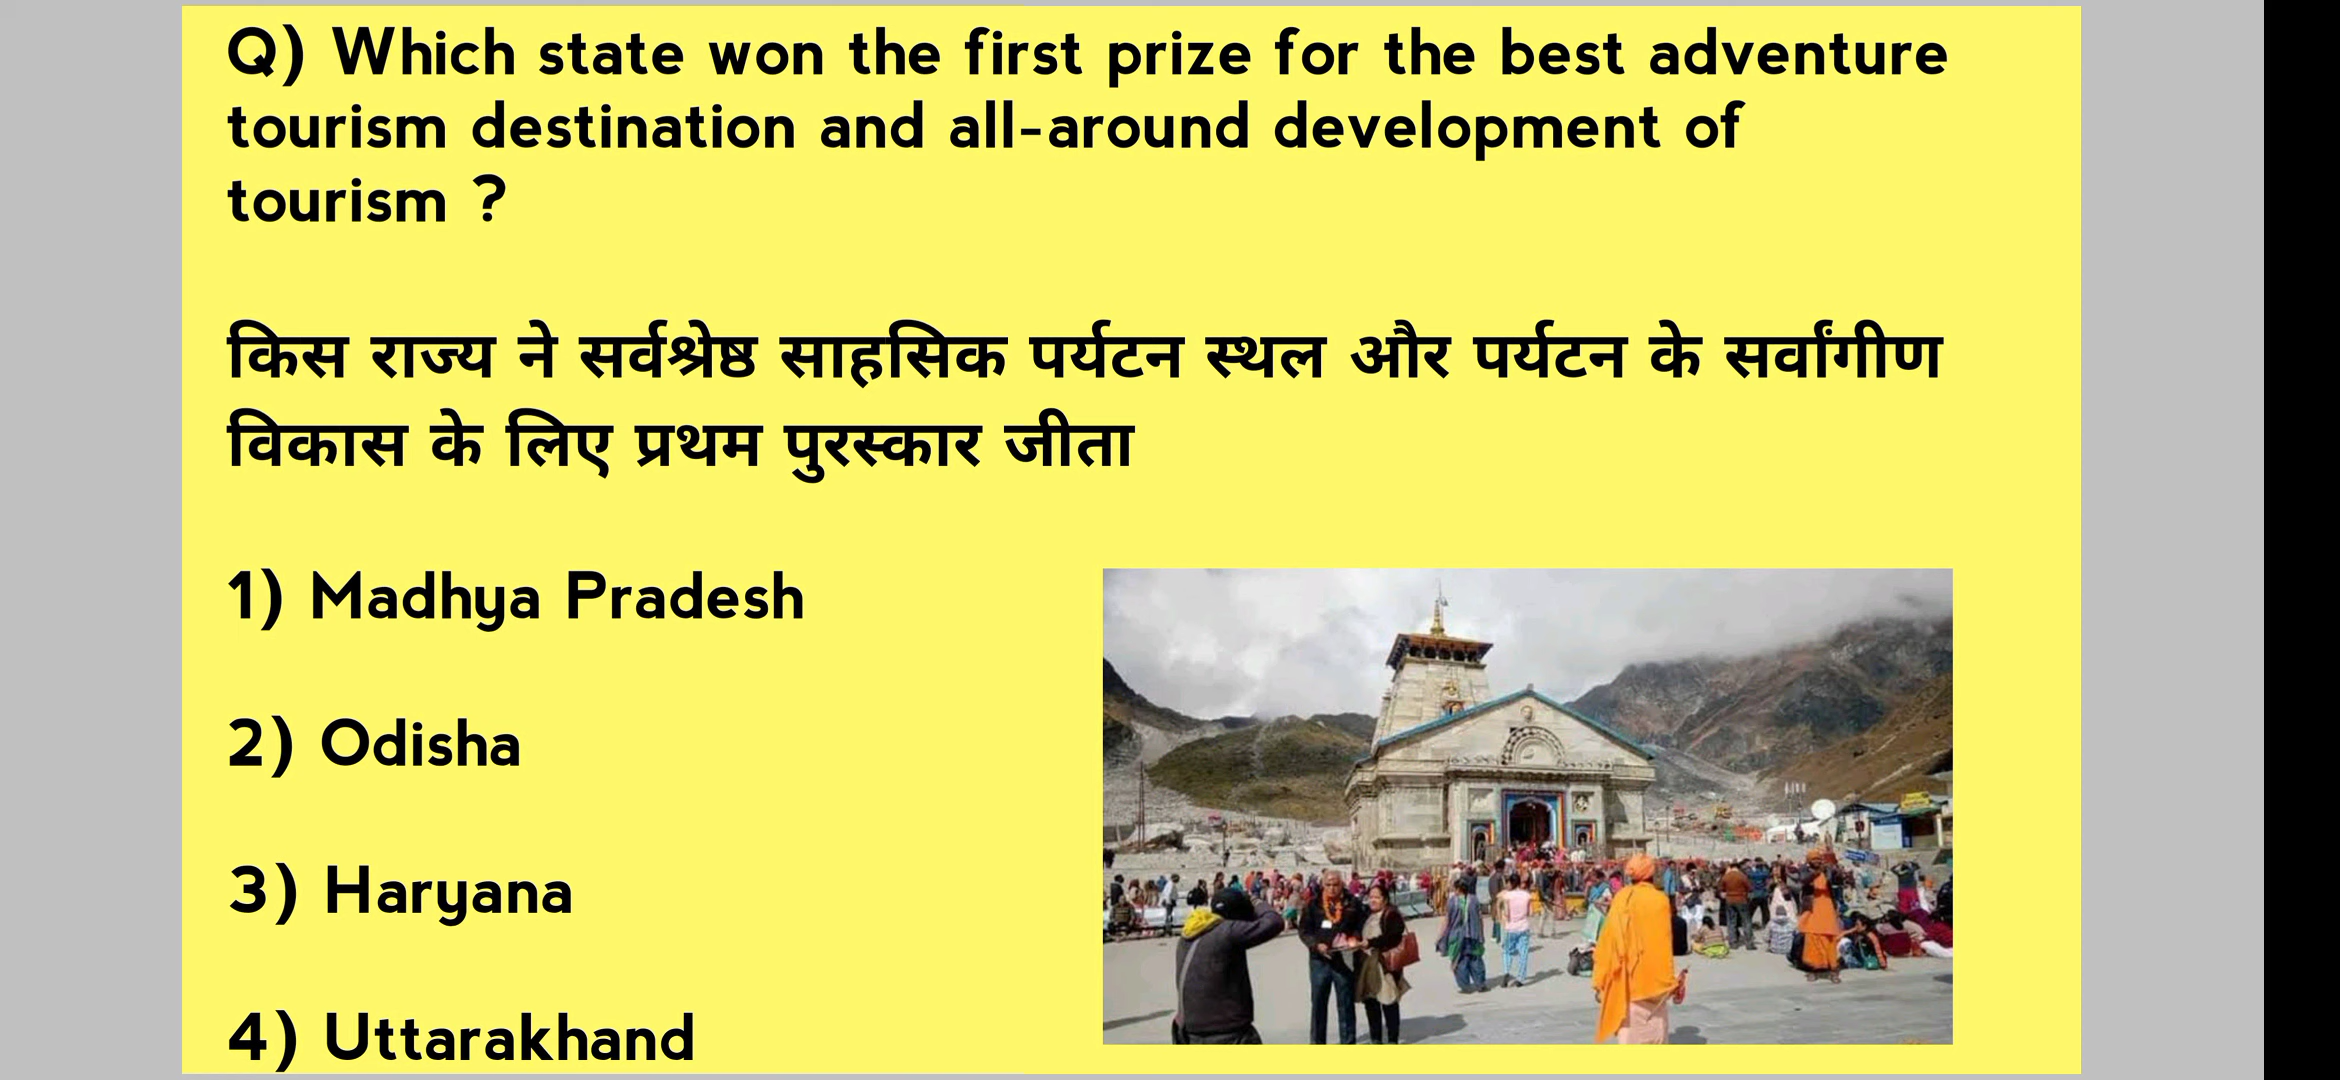 Q) Which state won the first prize for the best adventure
tourism destination and all-around development of
tourism ?
किस राज्य ने सर्वश्रेष्ठ साहसिक पर्यटन स्थल और पर्यटन के सर्वांगीण
विकास के लिए प्रथम पुरस्कार जीता
1) Madhya Pradesh
2) Odisha
3) Haryana
4) Uttarakhand